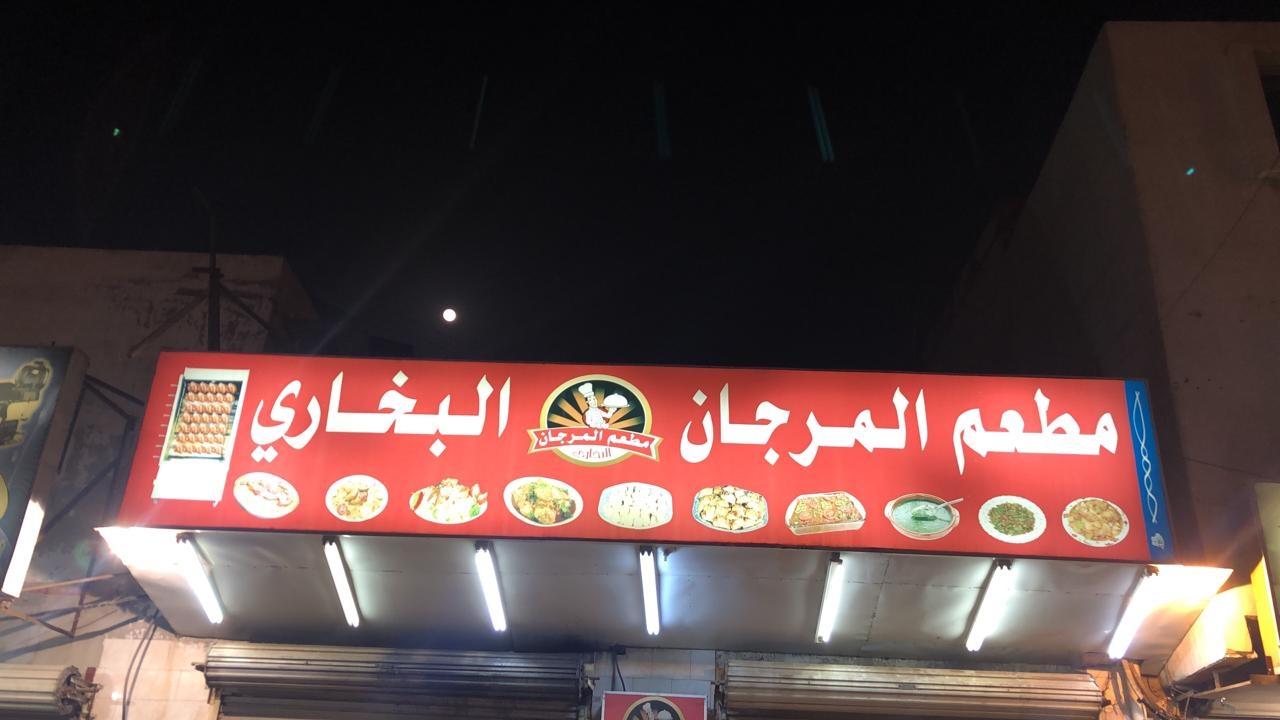 مطعم المرجان البخاري
مطعم المرجان
البخاري